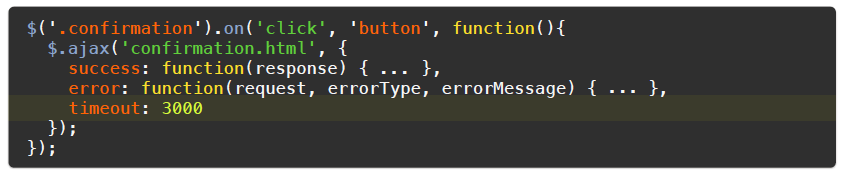 $('.confirmation').on('click', 'button', function(){
  $.ajax('confirmation.html', {
    success: function(response) { ... },
    error: function(request, errorType, errorMessage) { ... },
    timeout: 3000
  });
});